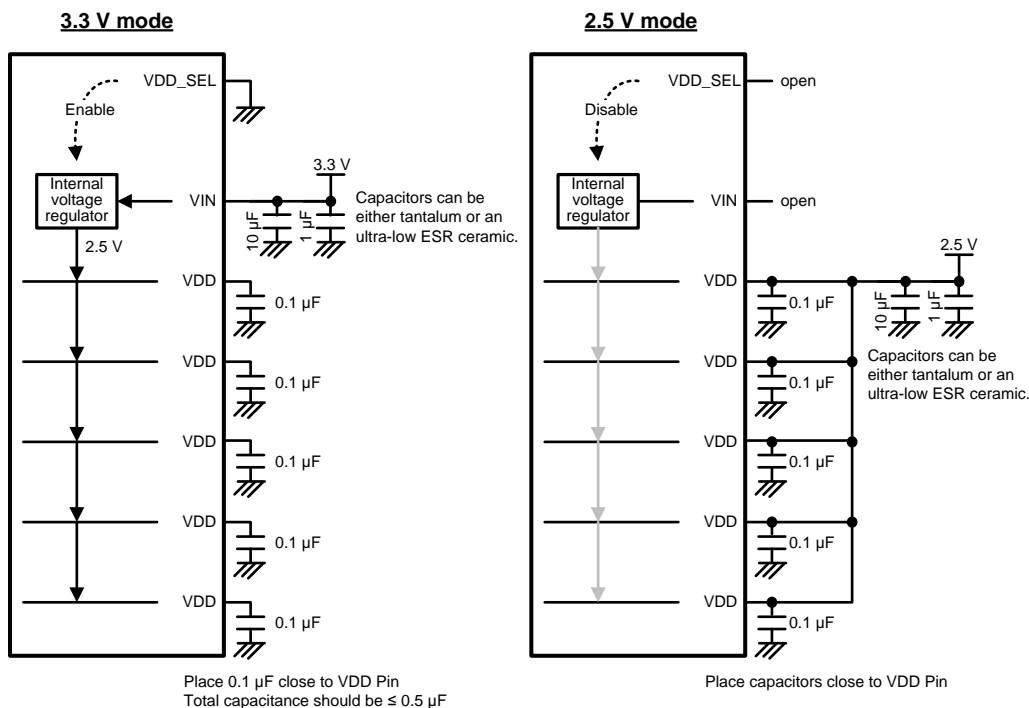 3.3 V mode
VDD_SEL
Enable
3.3 V
Internal
voltage
regulator
VIN
10 µF
1 µF
Capacitors can be
either tantalum or an
ultra-low ESR ceramic.
2.5 V
VDD
0.1 µF
VDD
0.1 µF
VDD
0.1 µF
VDD
0.1 µF
VDD
0.1 µF
Place 0.1 µF close to VDD Pin
Total capacitance should be ≤ 0.5 µF
2.5 V mode
VDD_SEL
open
Disable
Internal
voltage
regulator
VIN
open
2.5 V
VDD
0.1 µF
10 µF
1 µF
Capacitors can be
either tantalum or an
ultra-low ESR ceramic.
VDD
0.1 µF
VDD
0.1 µF
VDD
0.1 µF
VDD
0.1 µF
Place capacitors close to VDD Pin